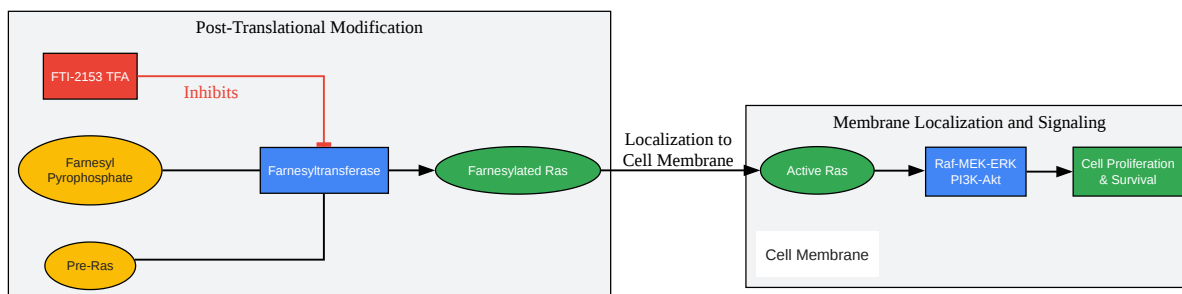 Post-Translational Modification
FTI-2153 TFA
Inhibits
Farnesyl
Pyrophosphate
Farnesyltransferase
Farnesylated Ras
Pre-Ras
Localization to
Cell Membrane
Membrane Localization and Signaling
Active Ras
Raf-MEK-ERK
PI3K-Akt
Cell Proliferation
& Survival
Cell Membrane